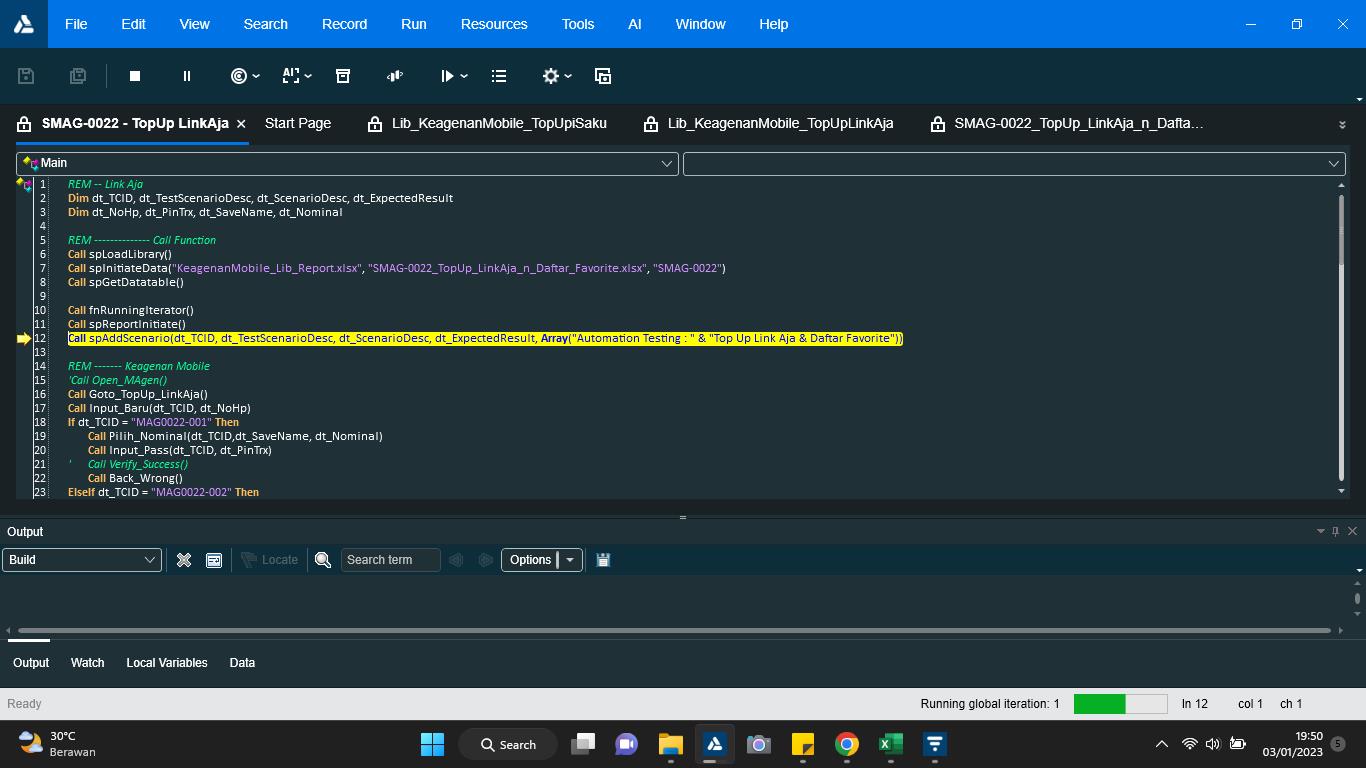 File Edit View Search Record Run Resources Tools AI Window Help
SMAG-0022 - TopUp LinkAja Start Page Lib_KeagenanMobile_TopUpiSaku Lib_KeagenanMobile_TopUpLinkAja SMAG-0022_TopUp_LinkAja_n_Dafta...
Main
1 REM -- Link Aja
2 Dim dt_TCID, dt_TestScenarioDesc, dt_ScenarioDesc, dt_ExpectedResult
3 Dim dt_NoHp, dt_PinTrx, dt_SaveName, dt_Nominal
4
5 REM -------------- Call Function
6 Call spLoadLibrary()
7 Call spInitiateData("KeagenanMobile_Lib_Report.xlsx", "SMAG-0022_TopUp_LinkAja_n_Daftar_Favorite.xlsx", "SMAG-0022")
8 Call spGetDatatable()
9
10 Call fnRunningIterator()
11 Call spReportInitiate()
12 Call spAddScenario(dt_TCID, dt_TestScenarioDesc, dt_ScenarioDesc, dt_ExpectedResult, Array("Automation Testing : " & "Top Up Link Aja & Daftar Favorite"))
13
14 REM ------- Keagenan Mobile
15 'Call Open_MAgen()
16 Call Goto_TopUp_LinkAja()
17 Call Input_Baru(dt_TCID, dt_NoHp)
18 If dt_TCID = "MAG0022-001" Then
19 Call Pilih_Nominal(dt_TCID,dt_SaveName, dt_Nominal)
20 Call Input_Pass(dt_TCID, dt_PinTrx)
21 ' Call Verify_Success()
22 Call Back_Wrong()
23 ElseIf dt_TCID = "MAG0022-002" Then
Output
Build Locate Search term Options
Output Watch Local Variables Data
Ready Running global iteration: 1 ln 12 col 1 ch 1
30°C
Berawan
Search
19:50
03/01/2023
5